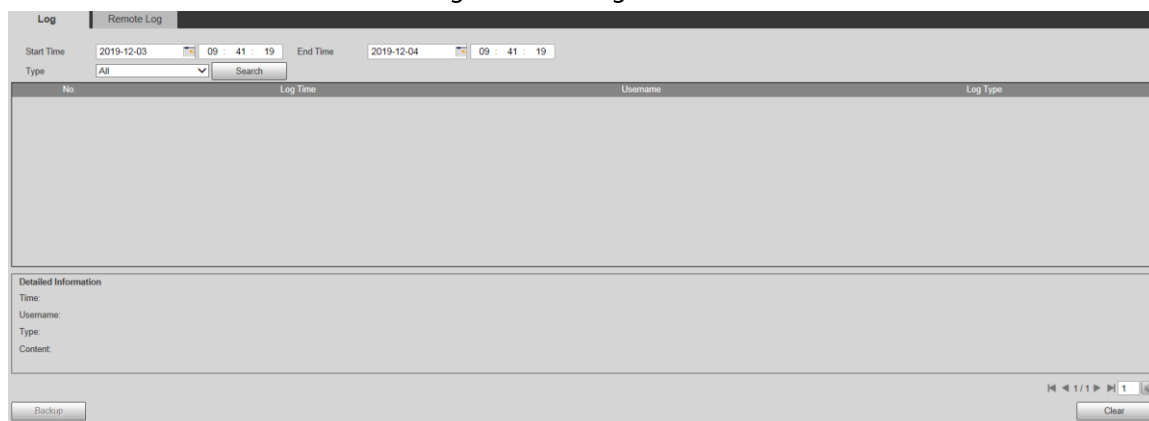 Log Remote Log
Start Time 2019-12-03 09 : 41 : 19 End Time 2019-12-04 09 : 41 : 19
Type All Search
No. Log Time Username Log Type
Detailed Information
Time:
Username:
Type:
Content:
1 / 1 1
Backup Clear